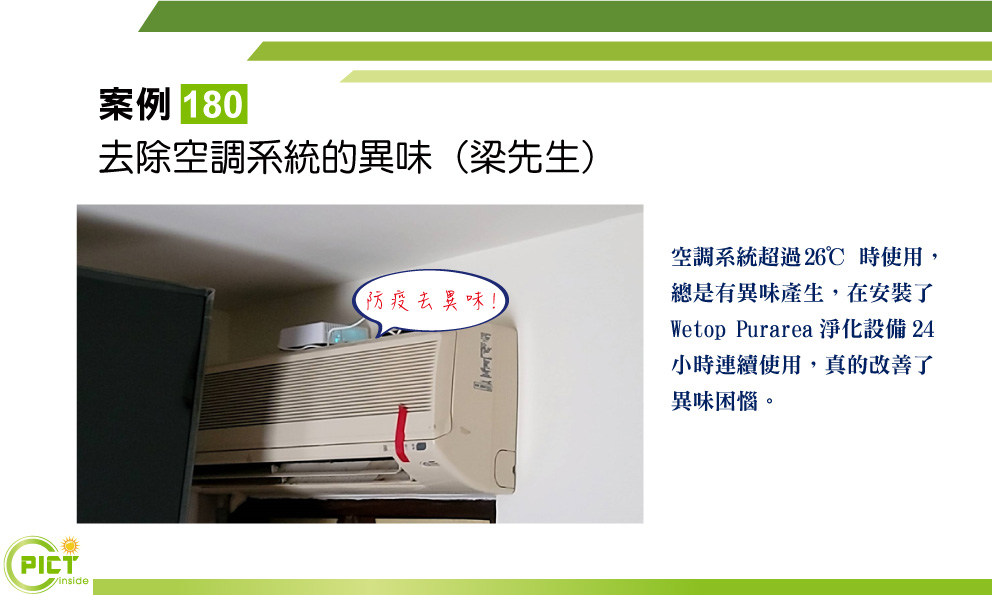 案例 180
去除空調系統的異味（梁先生）
防疫去異味!
空調系統超過26℃ 時使用，
總是有異味產生，在安裝了
Wetop Purarea 淨化設備 24
小時連續使用，真的改善了
異味困惱。
PICT
inside